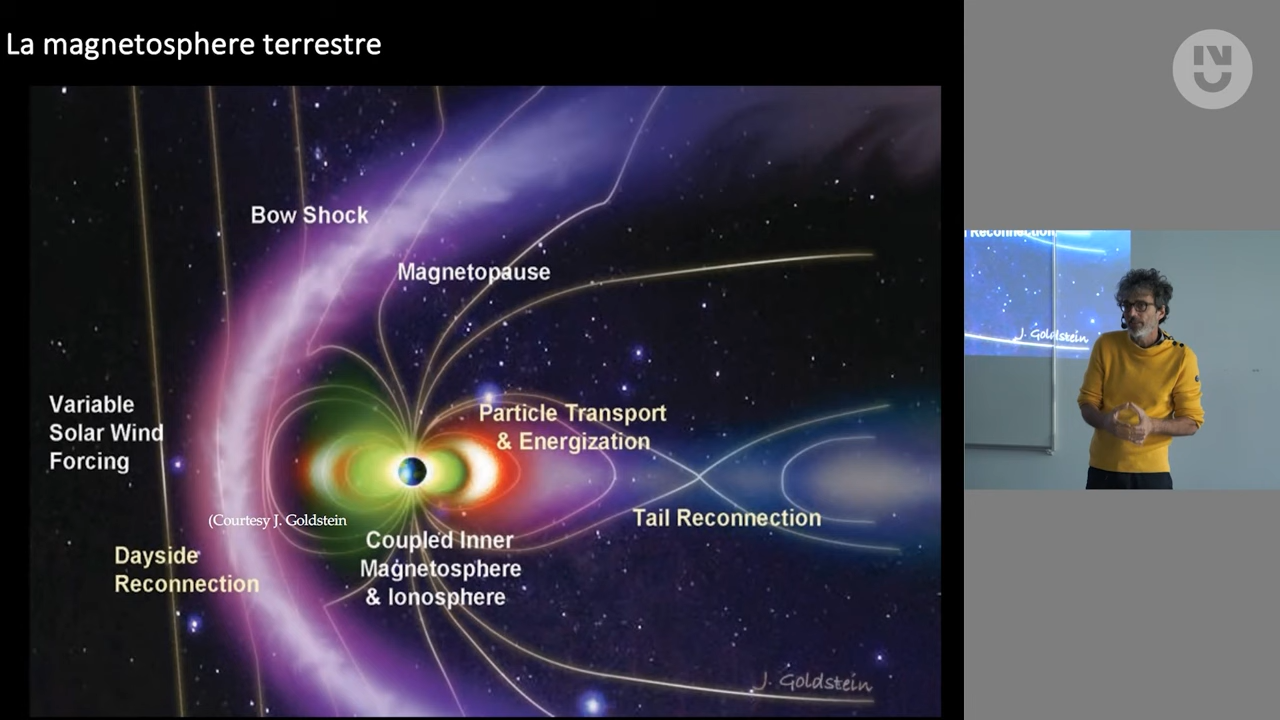 La magnetosphere terrestre
Bow Shock
Magnetopause
Variable
Solar Wind
Forcing
Particle Transport
& Energization
(Courtesy J. Goldstein
Tail Reconnection
Coupled Inner
Magnetosphere
& Ionosphere
Dayside
Reconnection
J. Goldstein
Reconnection
J. Goldstein